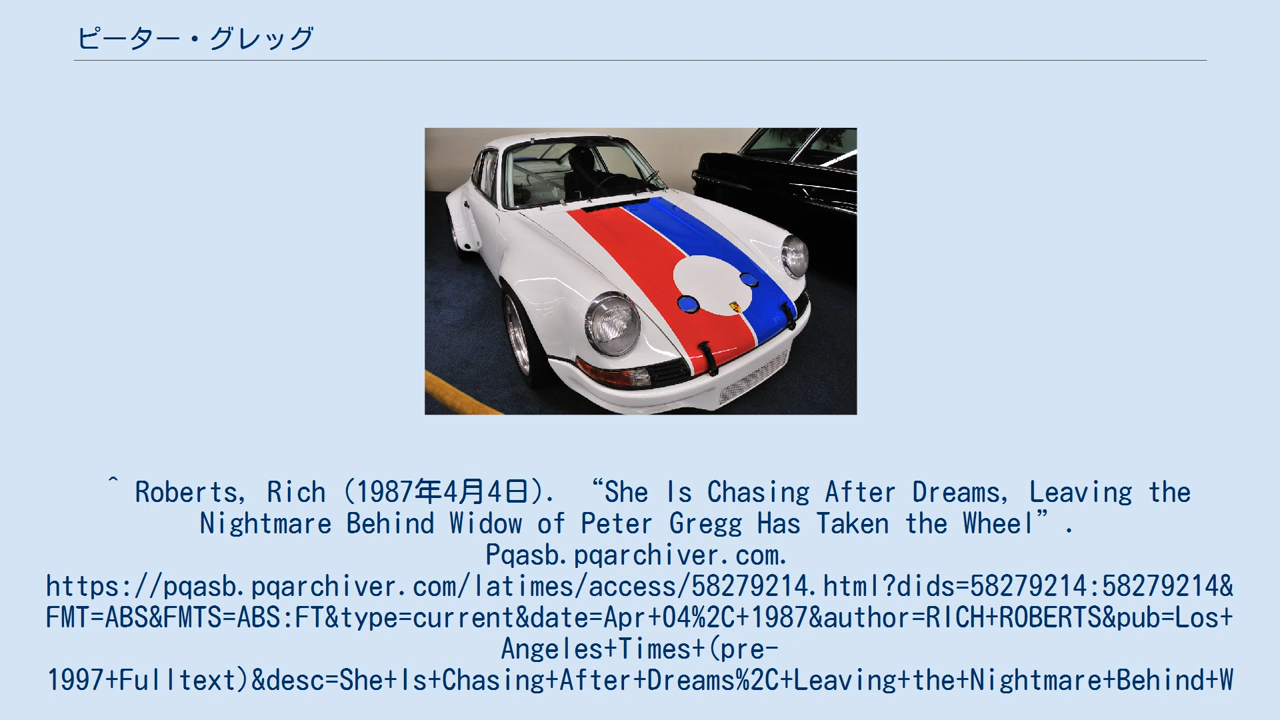 ピーター・グレッグ
^ Roberts, Rich (1987年4月4日). “She Is Chasing After Dreams, Leaving the
Nightmare Behind Widow of Peter Gregg Has Taken the Wheel”.
Pqasb.pqarchiver.com.
https://pqasb.pqarchiver.com/latimes/access/58279214.html?dids=58279214:58279214&
FMT=ABS&FMTS=ABS:FT&type=current&date=Apr+04%2C+1987&author=RICH+ROBERTS&pub=Los+
Angeles+Times+(pre-
1997+Fulltext)&desc=She+Is+Chasing+After+Dreams%2C+Leaving+the+Nightmare+Behind+W